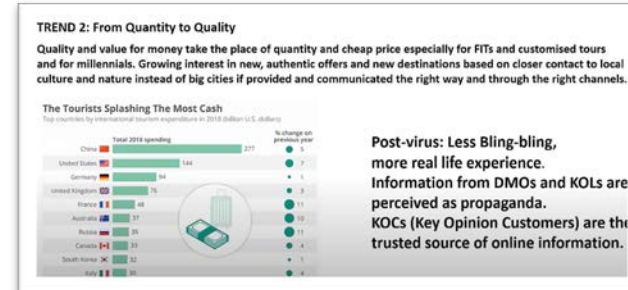 TREND 2: From Quantity to Quality
Quality and value for money take the place of quantity and cheap price especially for FITs and customised tours
and for millennials. Growing interest in new, authentic offers and new destinations based on closer contact to local
culture and nature instead of big cities if provided and communicated the right way and through the right channels.
The Tourists Splashing The Most Cash
Top countries by international tourism expenditure in 2018 (billion U.S. dollars)
Total 2018 spending
% change on
previous year
China 277 5
United States 144 7
Germany 94 1
United Kingdom 76 3
France 48 11
Australia 37 10
Russia 35 11
Canada 33 4
South Korea 32 1
Italy 30 4
Post-virus: Less Bling-bling,
more real life experience.
Information from DMOs and KOLs are
perceived as propaganda.
KOCs (Key Opinion Customers) are the
trusted source of online information.